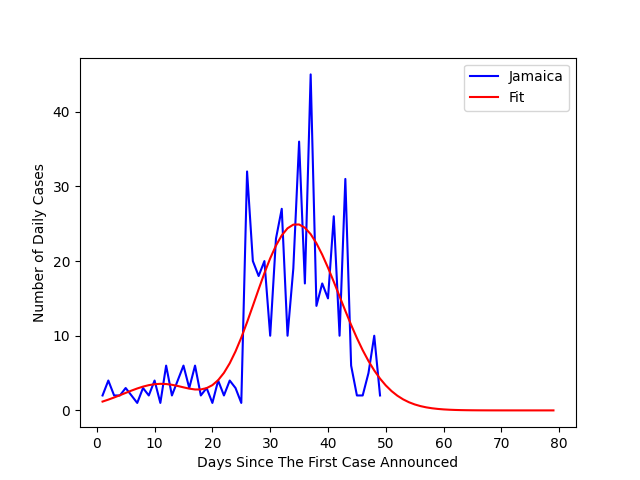 Jamaica
Fit
40
30
20
10
0
Number of Daily Cases
0 10 20 30 40 50 60 70 80
Days Since The First Case Announced